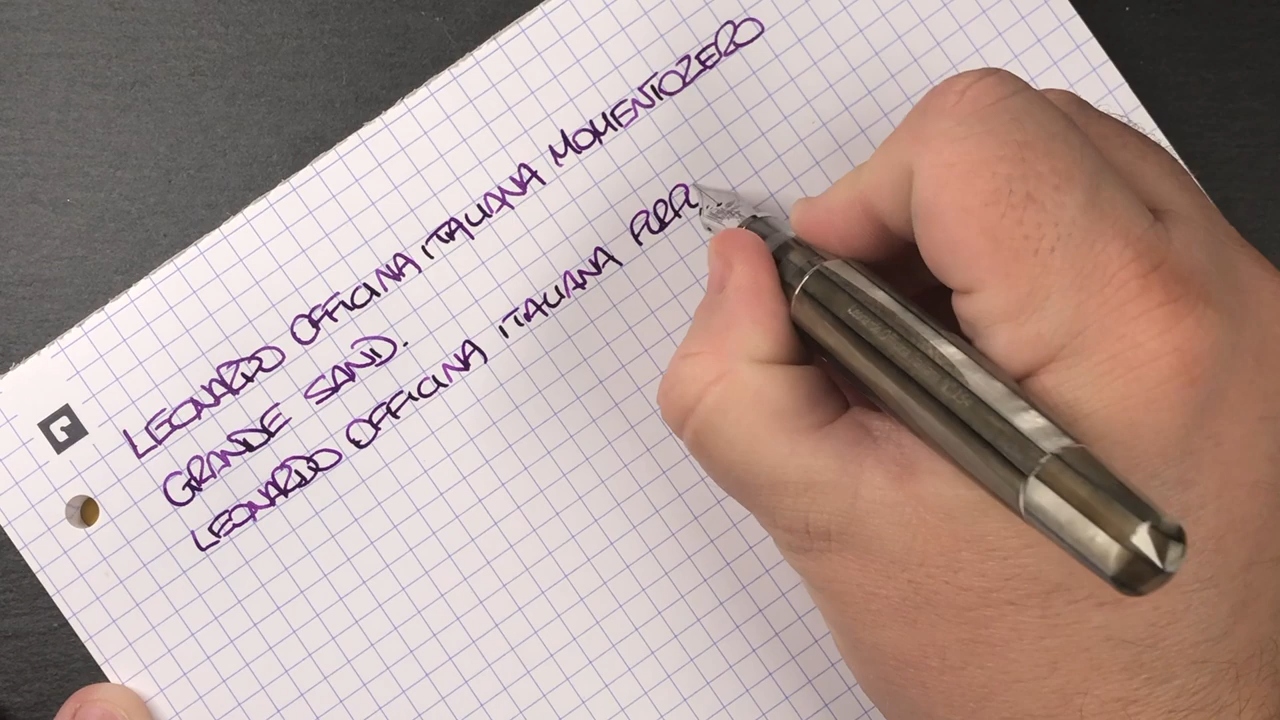 LEONARDO OFFICINA ITALIANA MOMENTOZERO
GRANDE SAND.
LEONARDO OFFICINA ITALIANA